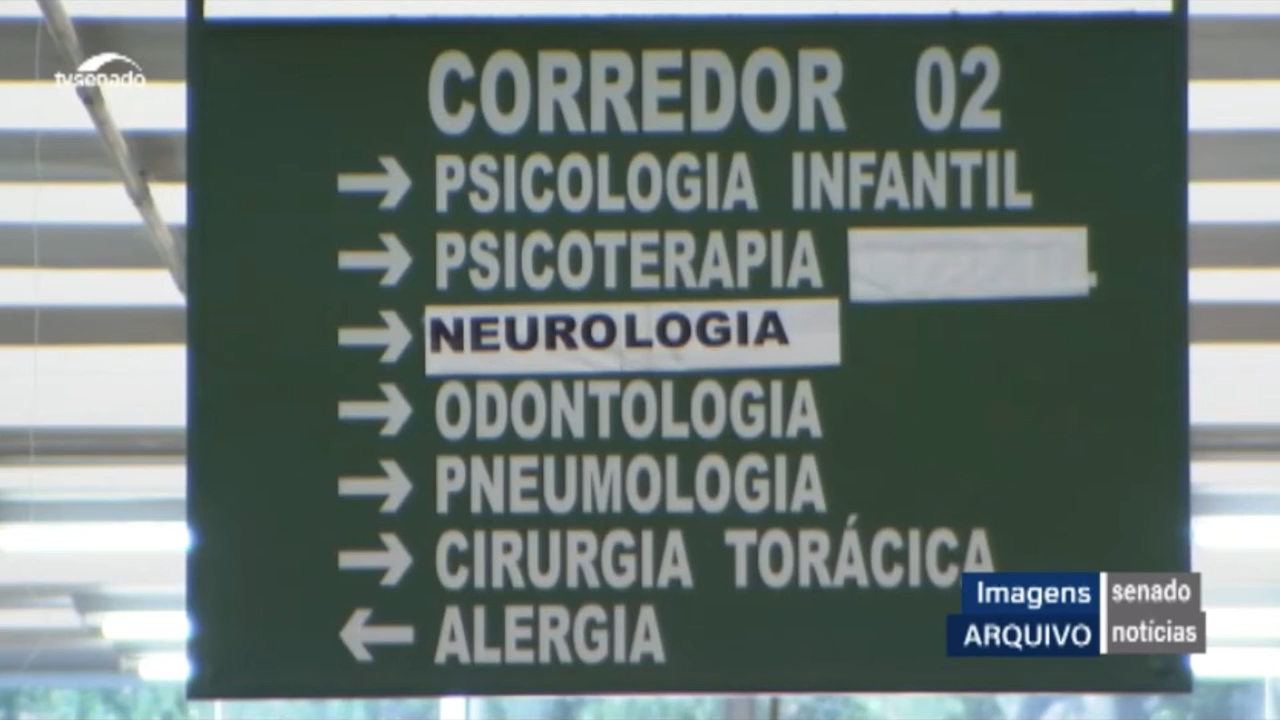 tvsenado
CORREDOR 02
→ PSICOLOGIA INFANTIL
→ PSICOTERAPIA
→ NEUROLOGIA
→ ODONTOLOGIA
→ PNEUMOLOGIA
→ CIRURGIA TORÁCICA
← ALERGIA
Imagens
ARQUIVO
senado
notícias